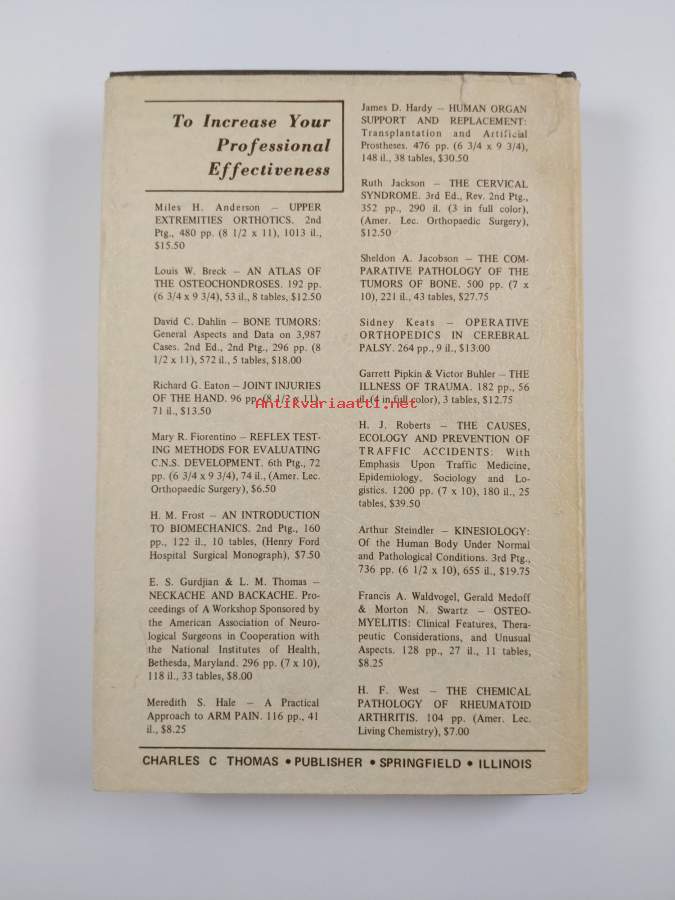 To Increase Your
Professional
Effectiveness
Miles H. Anderson – UPPER
EXTREMITIES ORTHOTICS. 2nd
Ptg., 480 pp. (8 1/2 x 11), 1013 il.,
$15.50
Louis W. Breck – AN ATLAS OF
THE OSTEOCHONDROSES. 192 pp.
(6 3/4 x 9 3/4), 53 il., 8 tables, $12.50
David C. Dahlin – BONE TUMORS:
General Aspects and Data on 3,987
Cases. 2nd Ed., 2nd Ptg., 296 pp. (8
1/2 x 11), 572 il., 5 tables, $18.00
Richard G. Eaton – JOINT INJURIES
OF THE HAND. 96 pp. (8 1/2 x 11),
71 il., $13.50
Mary R. Fiorentino – REFLEX TEST-
ING METHODS FOR EVALUATING
C.N.S. DEVELOPMENT. 6th Ptg., 72
pp. (6 3/4 x 9 3/4), 74 il., (Amer. Lec.
Orthopaedic Surgery), $6.50
H. M. Frost – AN INTRODUCTION
TO BIOMECHANICS. 2nd Ptg., 160
pp., 122 il., 10 tables, (Henry Ford
Hospital Surgical Monograph), $7.50
E. S. Gurdjian & L. M. Thomas –
NECKACHE AND BACKACHE. Pro-
ceedings of A Workshop Sponsored by
the American Association of Neuro-
logical Surgeons in Cooperation with
the National Institutes of Health,
Bethesda, Maryland. 296 pp. (7 x 10),
118 il., 33 tables, $8.00
Meredith S. Hale – A Practical
Approach to ARM PAIN. 116 pp., 41
il., $8.25
James D. Hardy – HUMAN ORGAN
SUPPORT AND REPLACEMENT:
Transplantation and Artificial
Prostheses. 476 pp. (6 3/4 x 9 3/4),
148 il., 38 tables, $30.50
Ruth Jackson – THE CERVICAL
SYNDROME. 3rd Ed., Rev. 2nd Ptg.,
352 pp., 290 il. (3 in full color),
(Amer. Lec. Orthopaedic Surgery),
$12.50
Sheldon A. Jacobson – THE COM-
PARATIVE PATHOLOGY OF THE
TUMORS OF BONE. 500 pp. (7 x
10), 221 il., 43 tables, $27.75
Sidney Keats – OPERATIVE
ORTHOPEDICS IN CEREBRAL
PALSY. 264 pp., 9 il., $13.00
Garrett Pipkin & Victor Buhler – THE
ILLNESS OF TRAUMA. 182 pp., 56
il. (4 in full color), 3 tables, $12.75
H. J. Roberts – THE CAUSES,
ECOLOGY AND PREVENTION OF
TRAFFIC ACCIDENTS: With
Emphasis Upon Traffic Medicine,
Epidemiology, Sociology and Lo-
gistics. 1200 pp. (7 x 10), 180 il., 25
tables, $39.50
Arthur Steindler – KINESIOLOGY:
Of the Human Body Under Normal
and Pathological Conditions. 3rd Ptg.,
736 pp. (6 1/2 x 10), 655 il., $19.75
Francis A. Waldvogel, Gerald Medoff
& Morton N. Swartz – OSTEO-
MYELITIS: Clinical Features, Thera-
peutic Considerations, and Unusual
Aspects. 128 pp., 27 il., 11 tables,
$8.25
H. F. West – THE CHEMICAL
PATHOLOGY OF RHEUMATOID
ARTHRITIS. 104 pp. (Amer. Lec.
Living Chemistry), $7.00
CHARLES C THOMAS • PUBLISHER • SPRINGFIELD • ILLINOIS
Antikvariaatti.net